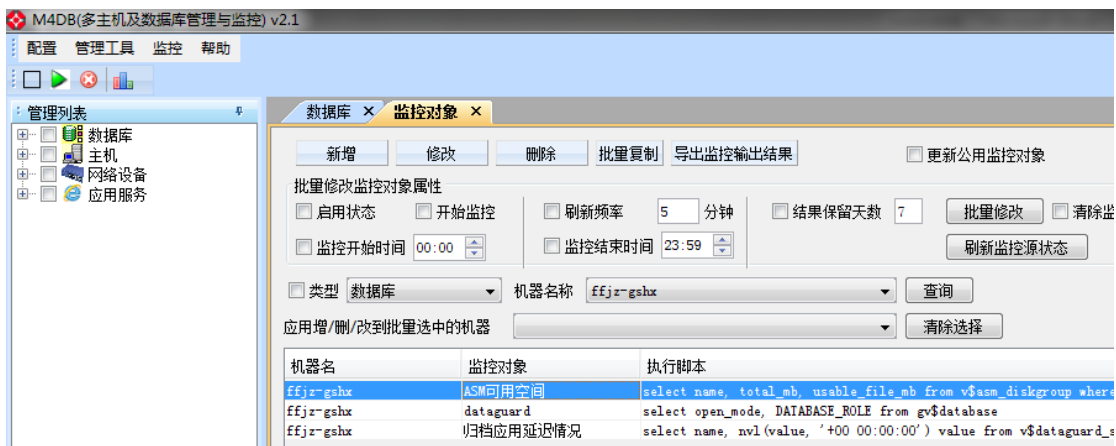 M4DB(多主机及数据库管理与监控) v2.1
配置 管理工具 监控 帮助
管理列表
数据库
主机
网络设备
应用服务
数据库 监控对象
新增 修改 删除 批量复制 导出监控输出结果 更新公用监控对象
批量修改监控对象属性
启用状态 开始监控 刷新频率 5 分钟 结果保留天数 7 批量修改 清除监
监控开始时间 00:00 监控结束时间 23:59 刷新监控源状态
类型 数据库 机器名称 ffjz-gshx 查询
应用增/删/改到批量选中的机器 清除选择
机器名 监控对象 执行脚本
ffjz-gshx ASM可用空间 select name, total_mb, usable_file_mb from v$asm_diskgroup where
ffjz-gshx dataguard select open_mode, DATABASE_ROLE from gv$database
ffjz-gshx 归档应用延迟情况 select name, nvl(value, '+00 00:00:00') value from v$dataguard_s